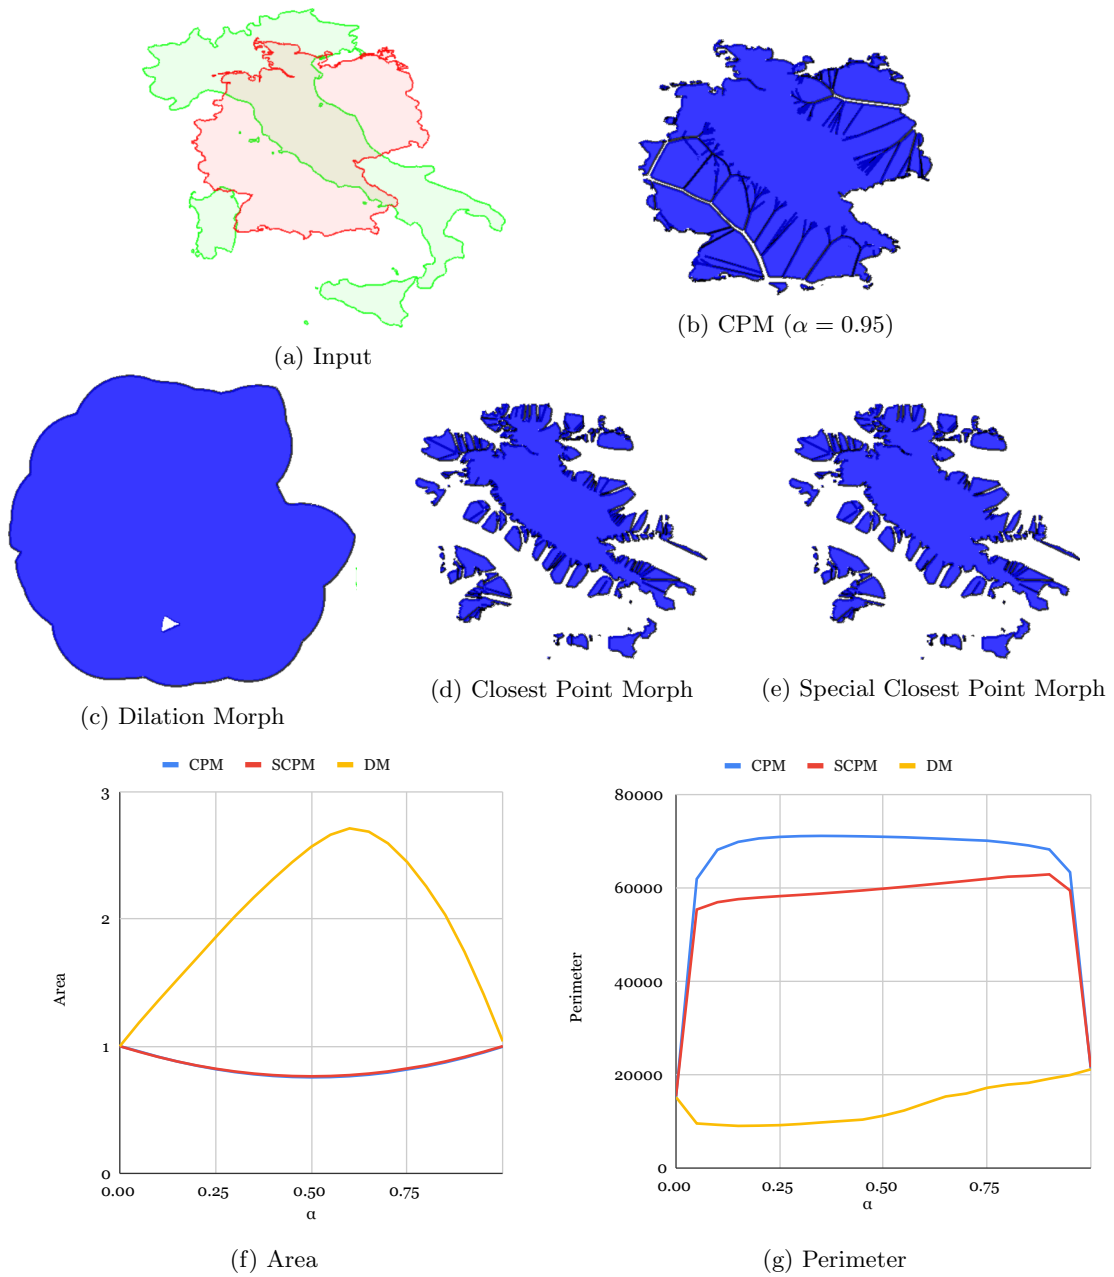 (a) Input
(b) CPM (α = 0.95)
(c) Dilation Morph
(d) Closest Point Morph
(e) Special Closest Point Morph
CPM SCPM DM
3
2
1
0
Area
0.00 0.25 0.50 0.75
α
(f) Area
CPM SCPM DM
80000
60000
40000
20000
0
Perimeter
0.00 0.25 0.50 0.75
α
(g) Perimeter